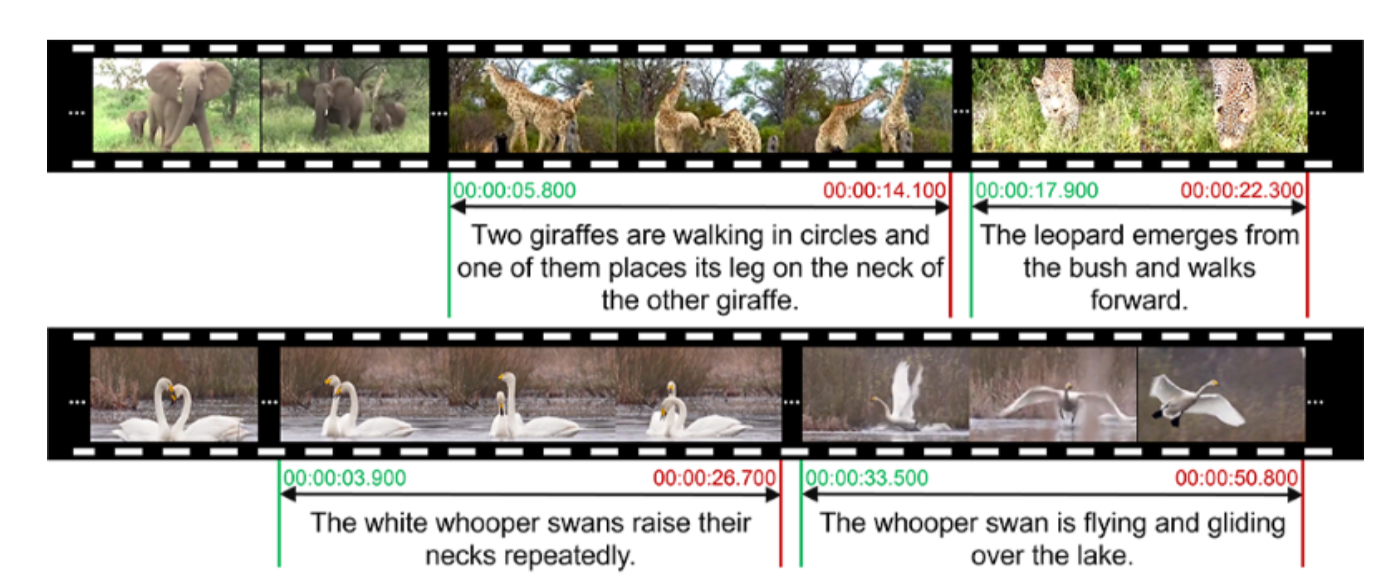 00:00:05.800 00:00:14.100 00:00:17.900 00:00:22.300
Two giraffes are walking in circles and
one of them places its leg on the neck of
the other giraffe.
The leopard emerges from
the bush and walks
forward.
00:00:03.900 00:00:26.700 00:00:33.500 00:00:50.800
The white whooper swans raise their
necks repeatedly.
The whooper swan is flying and gliding
over the lake.